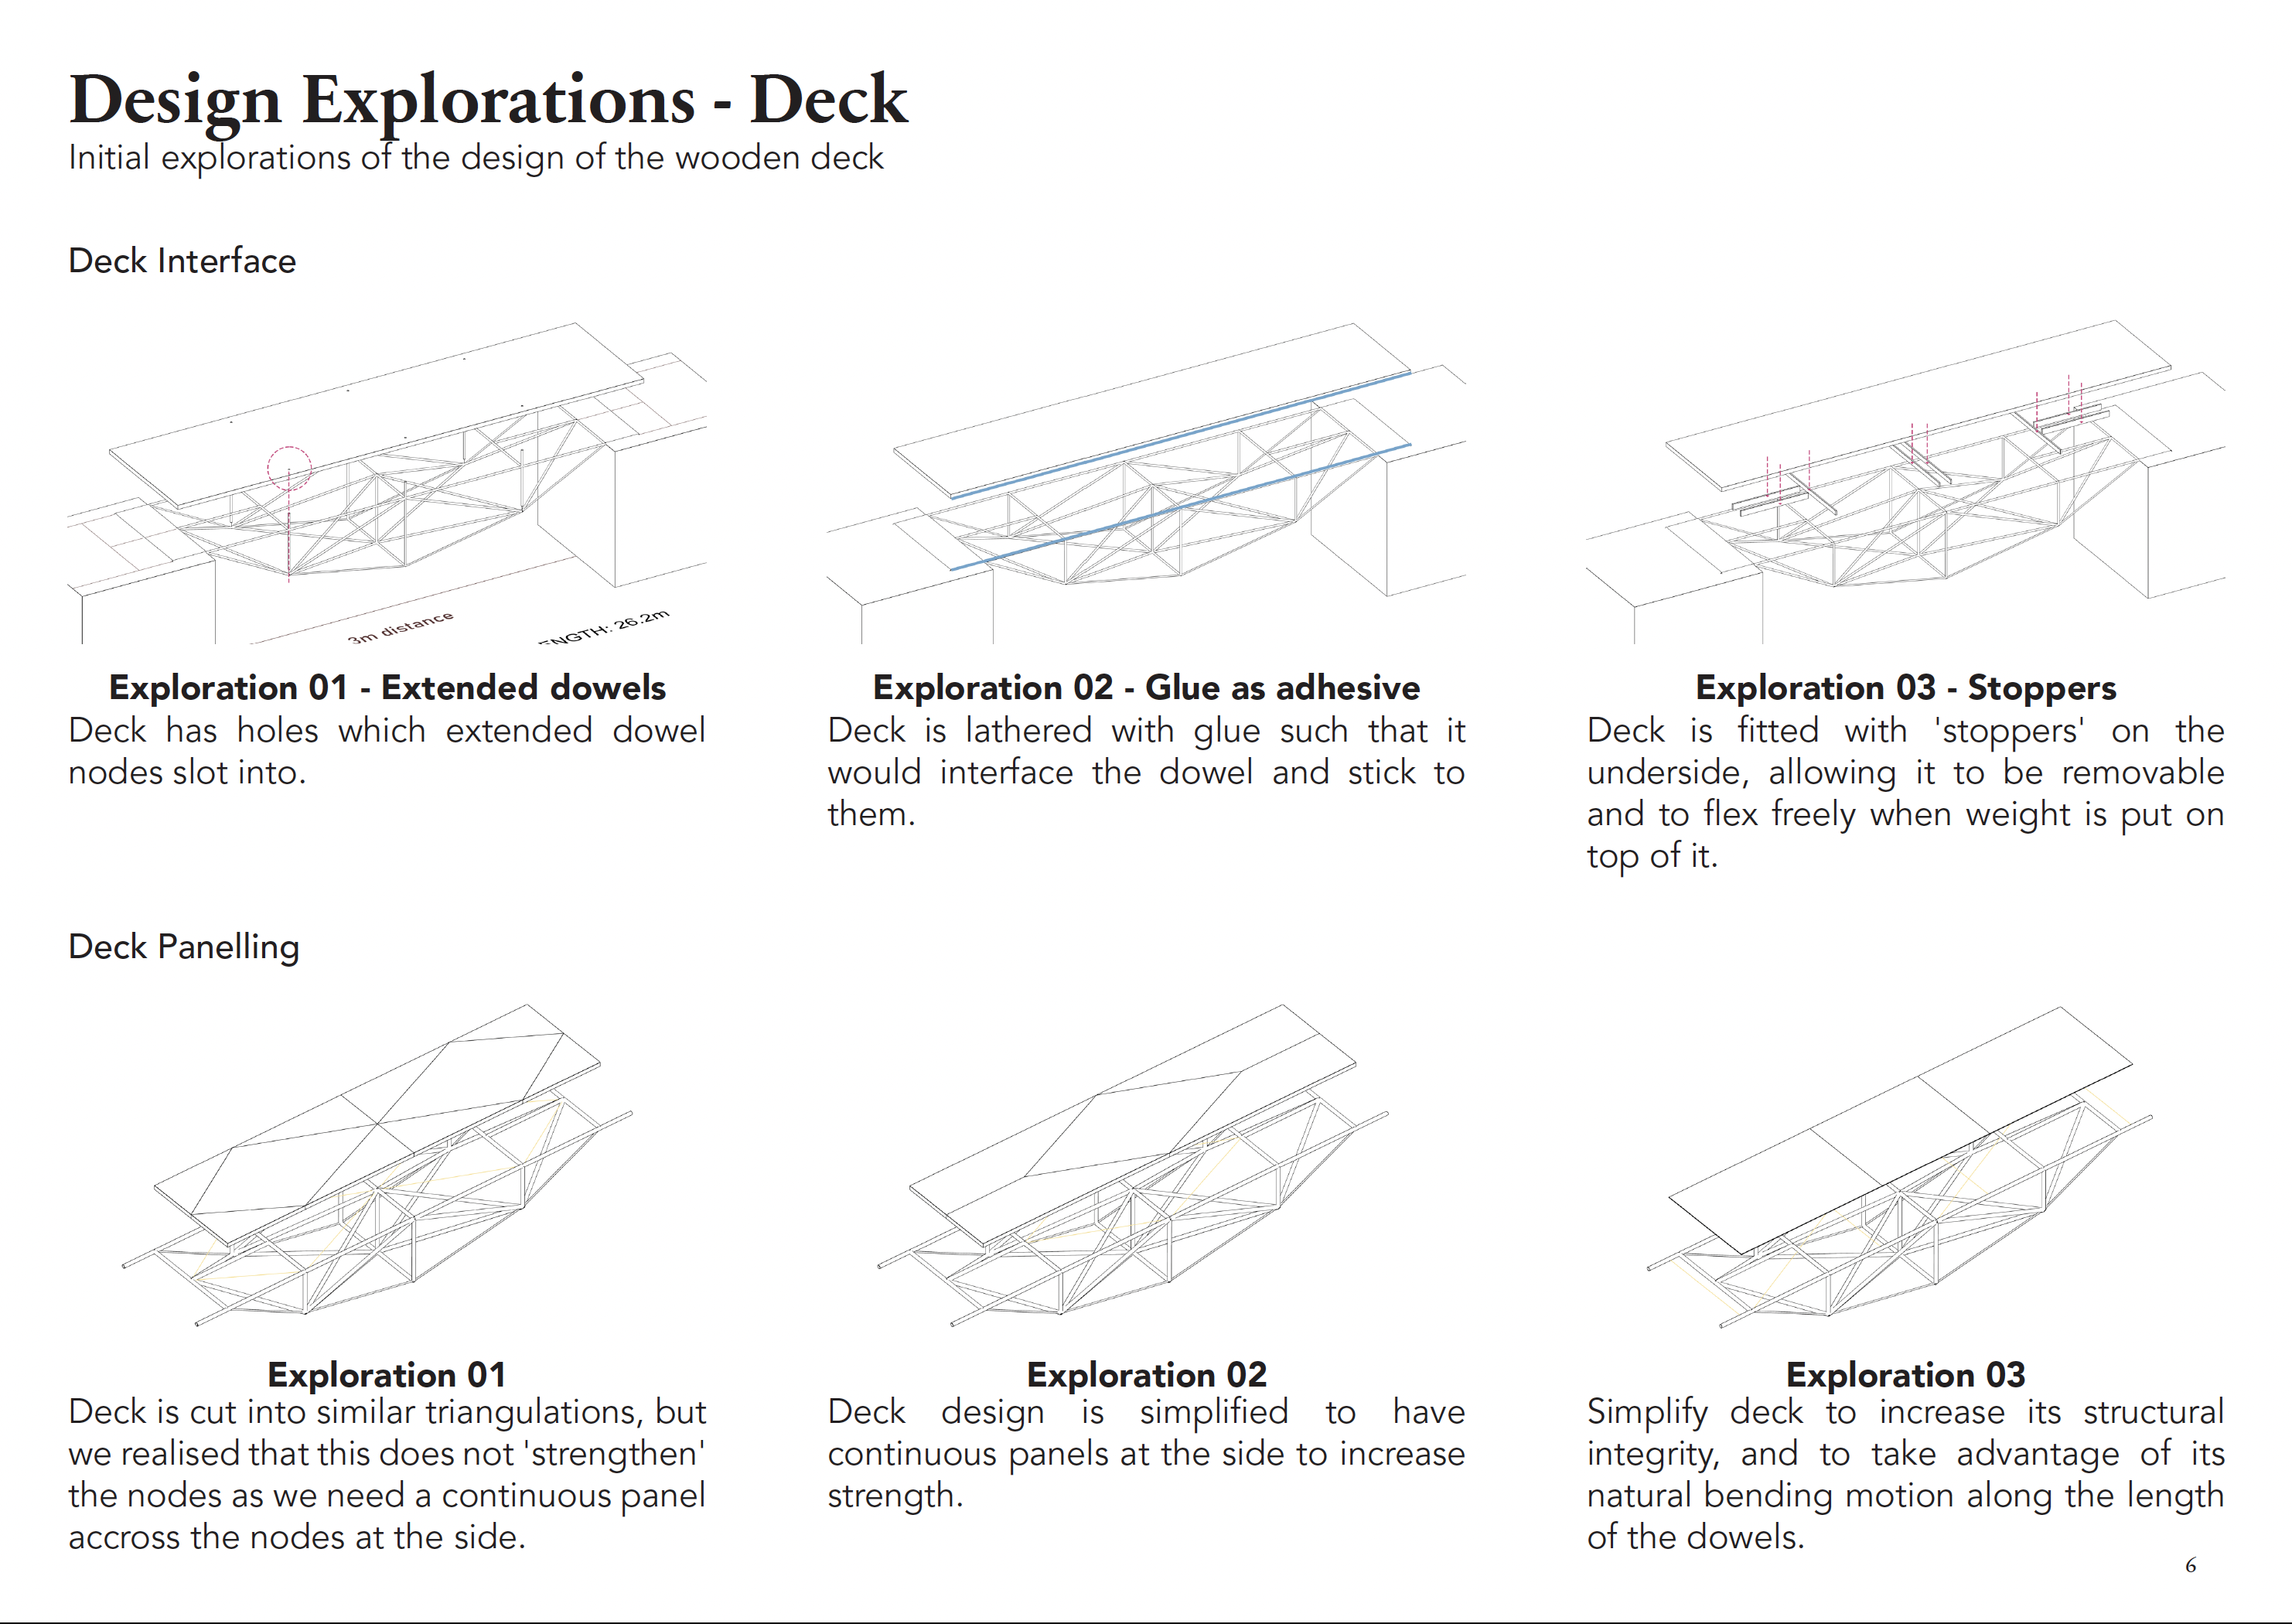 Design Explorations - Deck
Initial explorations of the design of the wooden deck
Deck Interface
3m distance
ENGTH: 26.2m
Exploration 01 - Extended dowels
Deck has holes which extended dowel
nodes slot into.
Exploration 02 - Glue as adhesive
Deck is lathered with glue such that it
would interface the dowel and stick to
them.
Exploration 03 - Stoppers
Deck is fitted with 'stoppers' on the
underside, allowing it to be removable
and to flex freely when weight is put on
top of it.
Deck Panelling
Exploration 01
Deck is cut into similar triangulations, but
we realised that this does not 'strengthen'
the nodes as we need a continuous panel
accross the nodes at the side.
Exploration 02
Deck design is simplified to have
continuous panels at the side to increase
strength.
Exploration 03
Simplify deck to increase its structural
integrity, and to take advantage of its
natural bending motion along the length
of the dowels.
6